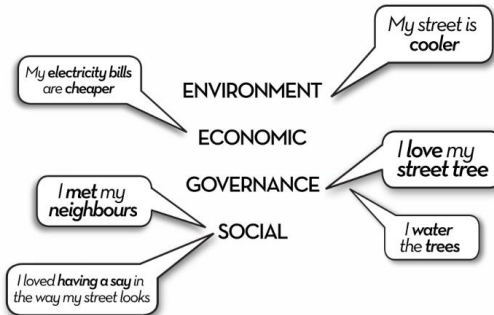 My street is
cooler
My electricity bills
are cheaper
ENVIRONMENT
ECONOMIC
I love my
street tree
GOVERNANCE
I met my
neighbours
SOCIAL
I water
the trees
I loved having a say in
the way my street looks